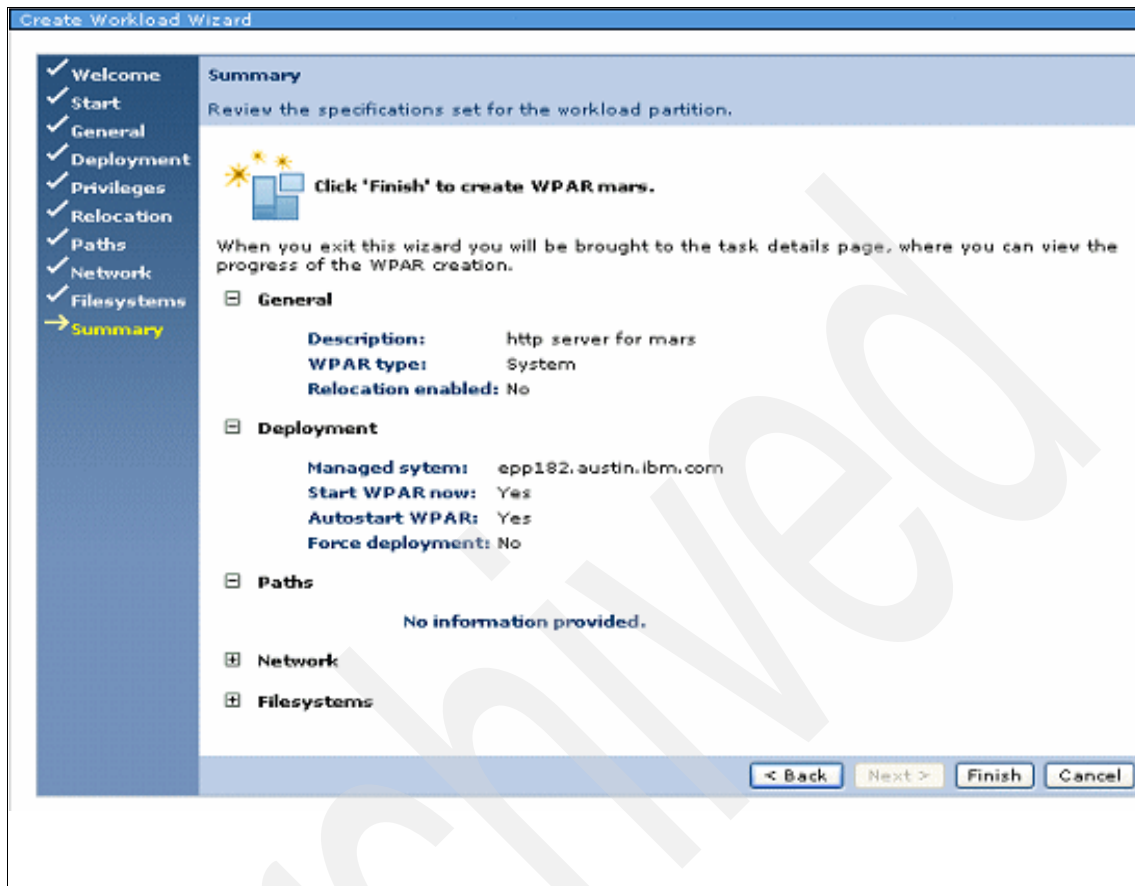 Create Workload Wizard
Welcome
Start
General
Deployment
Privileges
Relocation
Paths
Network
Filesystems
Summary
Summary
Review the specifications set for the workload partition.
Click 'Finish' to create WPAR mars.
When you exit this wizard you will be brought to the task details page, where you can view the
progress of the WPAR creation.
General
Description: http server for mars
WPAR type: System
Relocation enabled: No
Deployment
Managed sytem: epp182.austin.ibm.com
Start WPAR now: Yes
Autostart WPAR: Yes
Force deployment: No
Paths
No information provided.
Network
Filesystems
< Back Next > Finish Cancel